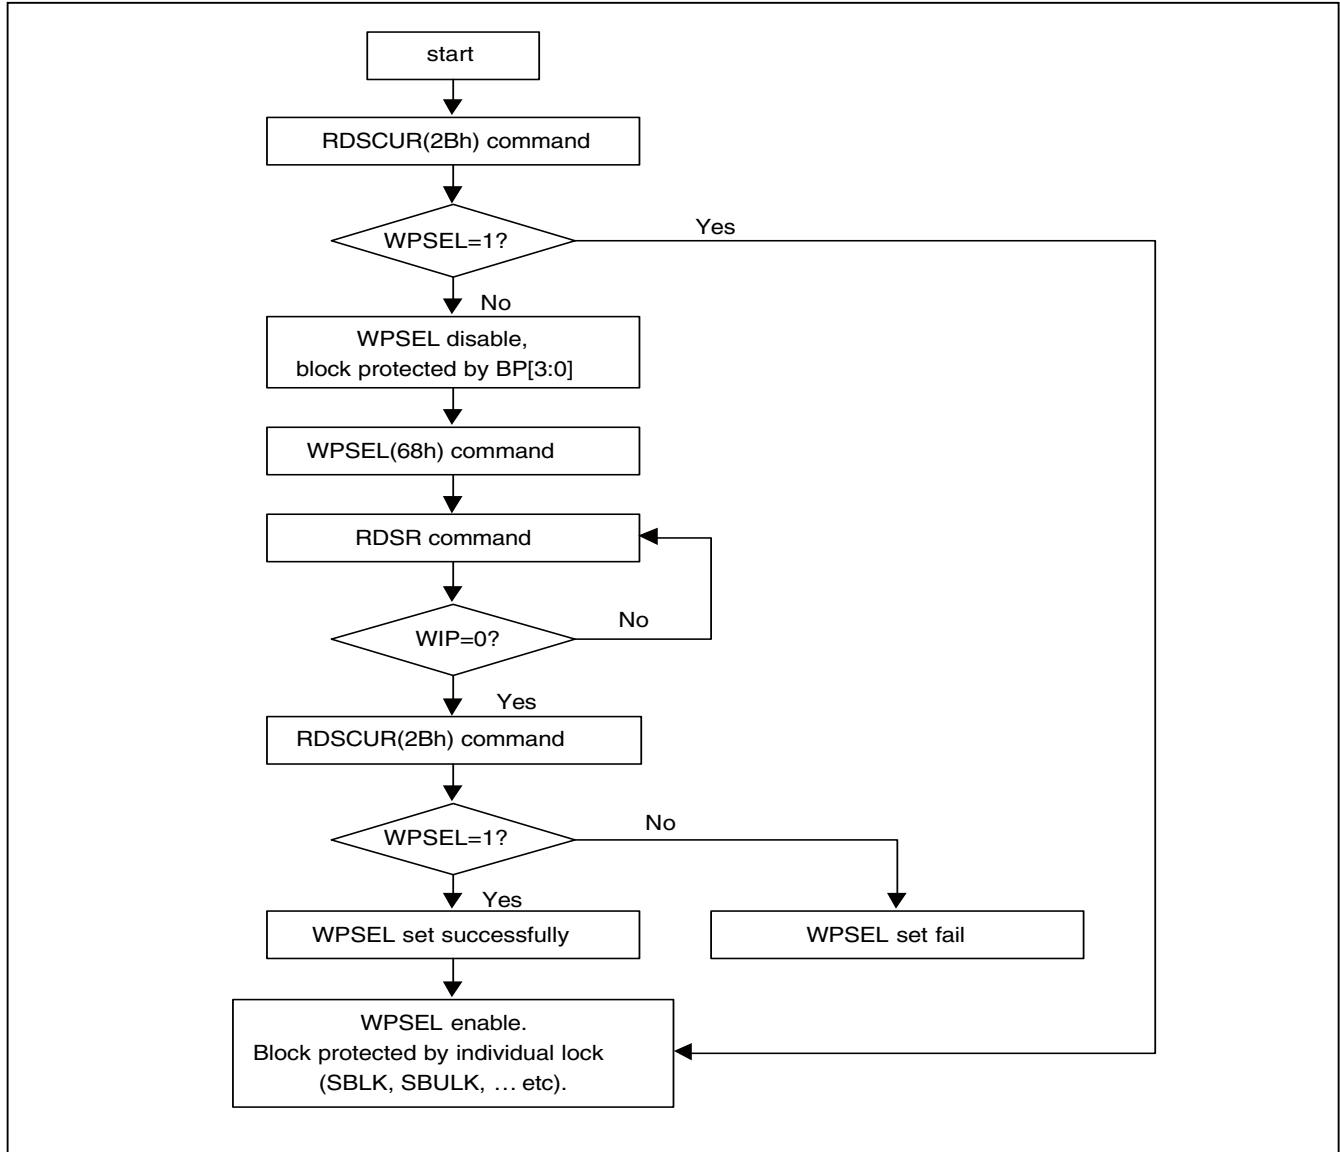 start
RDSCUR(2Bh) command
WPSEL=1?
Yes
No
WPSEL disable,
block protected by BP[3:0]
WPSEL(68h) command
RDSR command
WIP=0?
No
Yes
RDSCUR(2Bh) command
WPSEL=1?
No
Yes
WPSEL set successfully
WPSEL set fail
WPSEL enable.
Block protected by individual lock
(SBLK, SBULK, … etc).